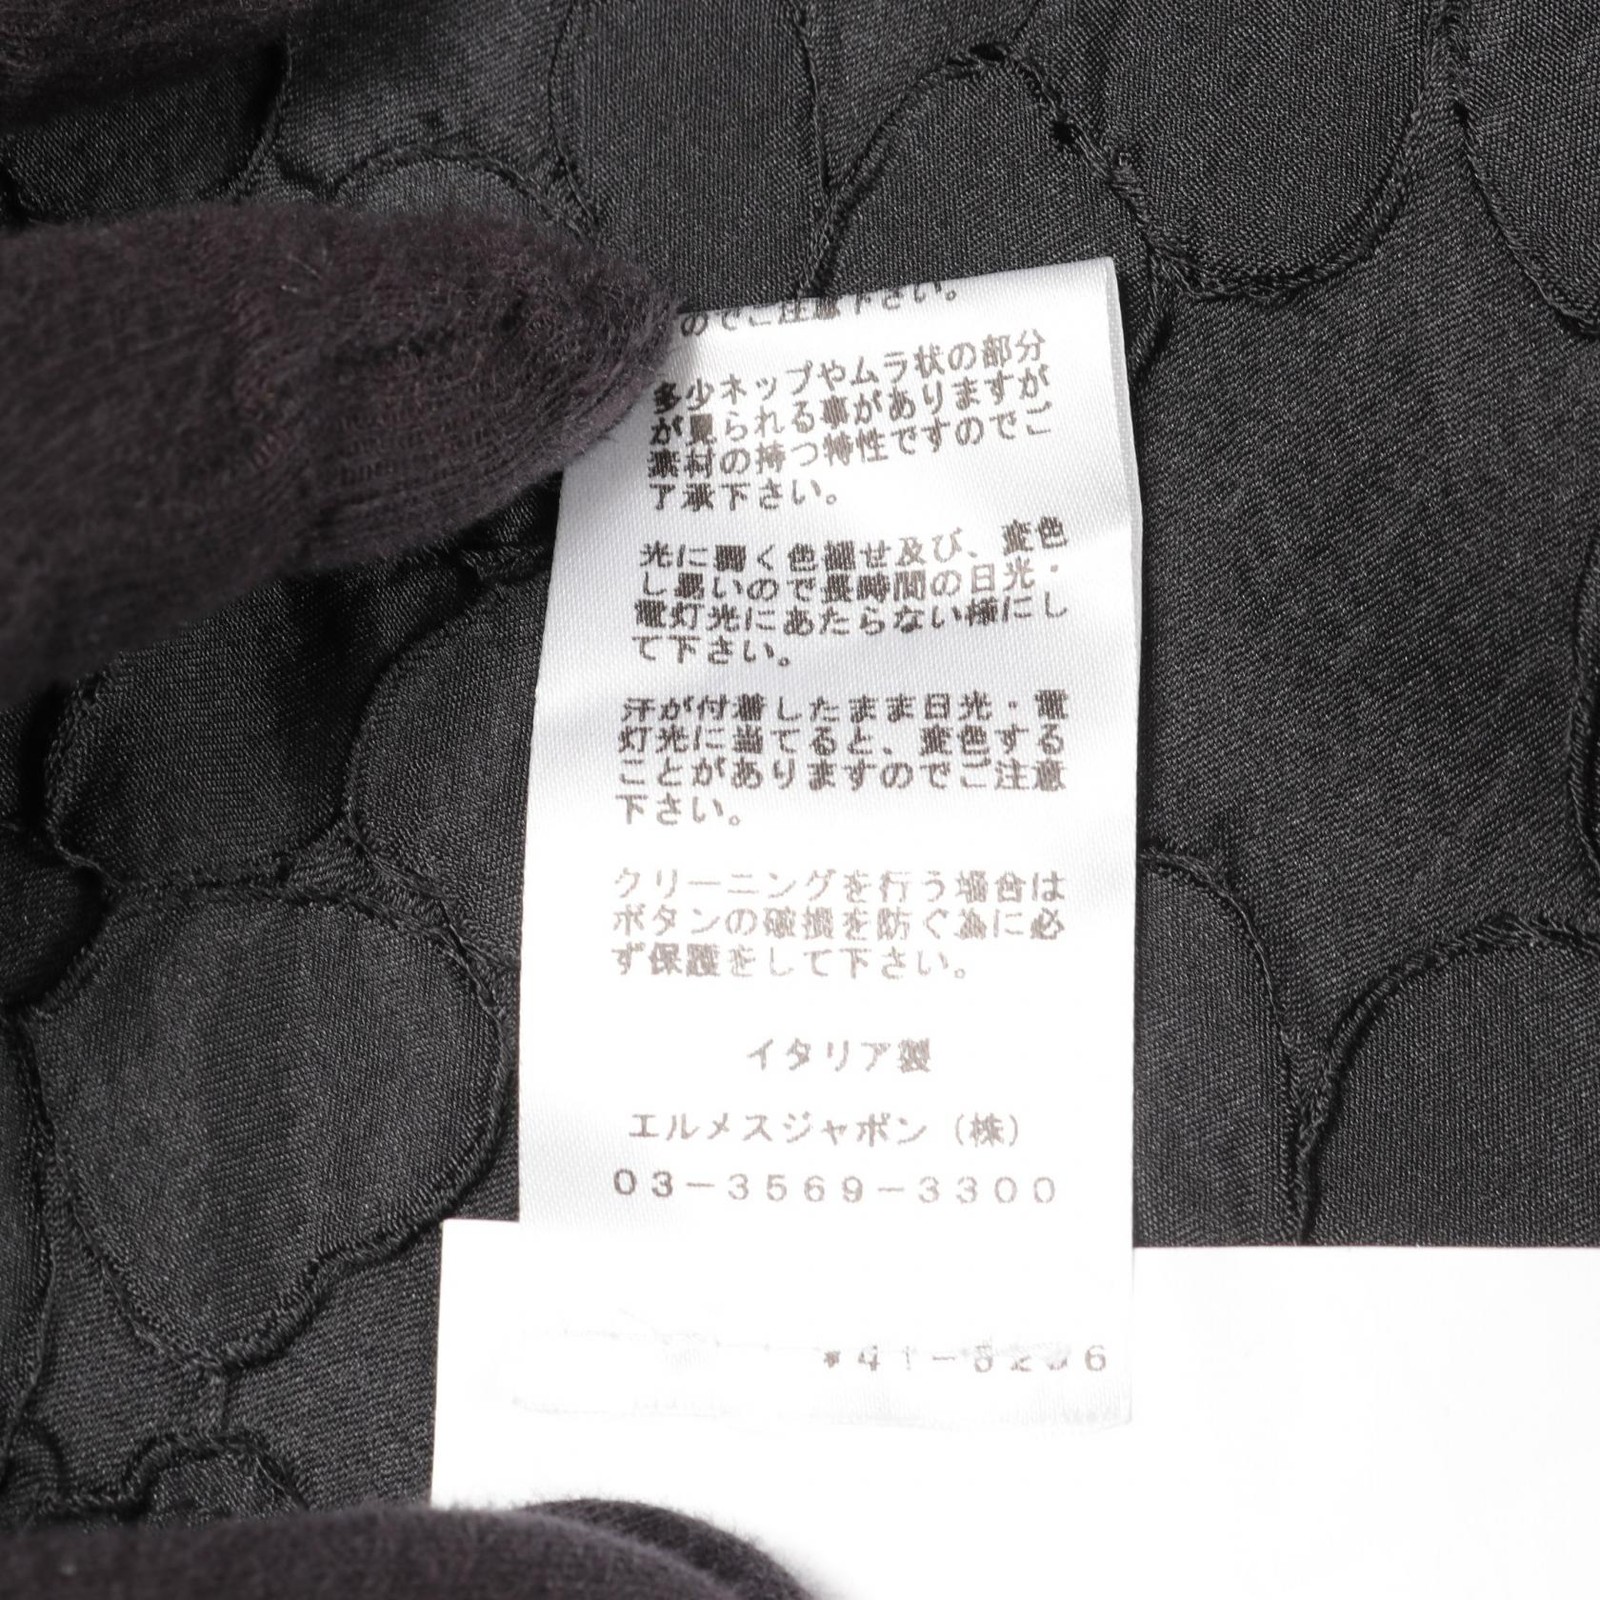 のでご注意下さい。
多少ネップやムラ状の部分
が見られる事がありますが
素材の持つ特性ですのでご
了承下さい。
光に弱く色褪せ及び、変色
し易いので長時間の日光・
電灯光にあたらない様にし
て下さい。
汗が付着したまま日光・電
灯光に当てると、変色する
ことがありますのでご注意
下さい。
クリーニングを行う場合は
ボタンの破損を防ぐ為に必
ず保護をして下さい。
イタリア製
エルメスジャポン（株）
03-3569-3300